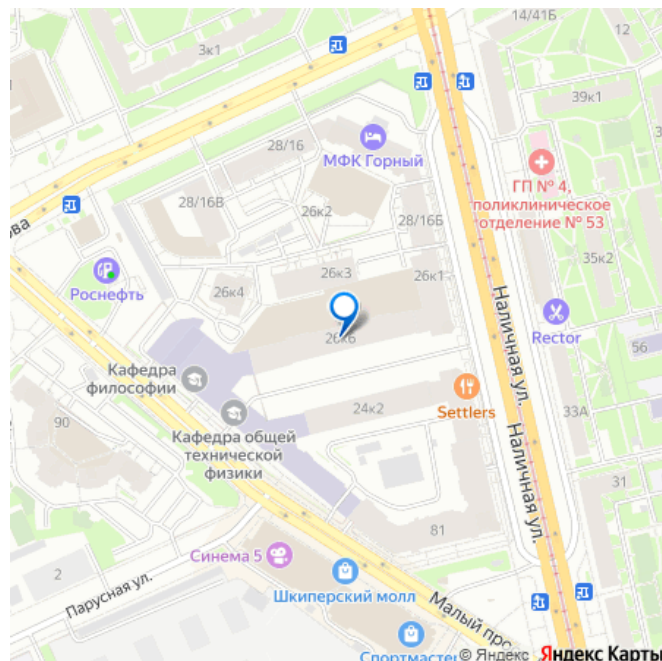 14/41Б
12
3к1
39к1
28/16
МФК Горный
ГП № 4,
поликлиническое
отделение № 53
28/16В
26к2
28/16Б
ова
35к2
26к3
26к1
26к4
Роснефть
Наличная ул.
26к6
Rector
56
Кафедра
философии
Settlers
24к2
33А
90
Кафедра общей
технической
физики
Наличная ул.
31
81
Синема 5
2
Парусная ул.
Шкиперский молл
Малый про
Спортмастер
© Яндекс Яндекс Карты